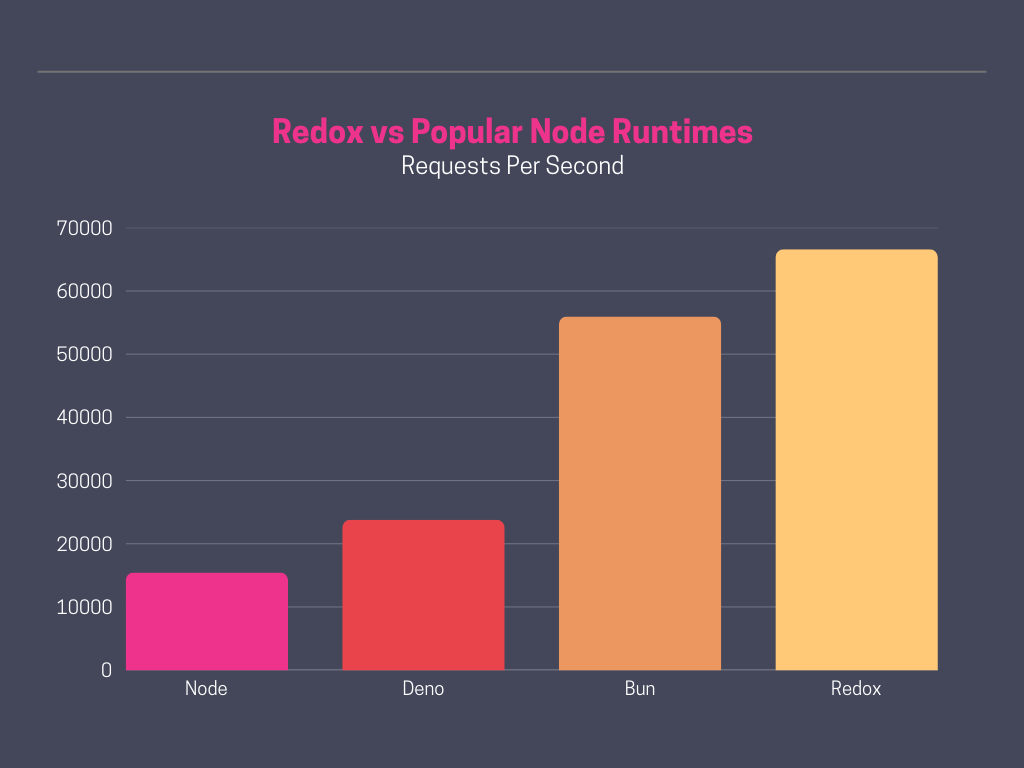 Redox vs Popular Node Runtimes
Requests Per Second
70000
60000
50000
40000
30000
20000
10000
0
Node Deno Bun Redox